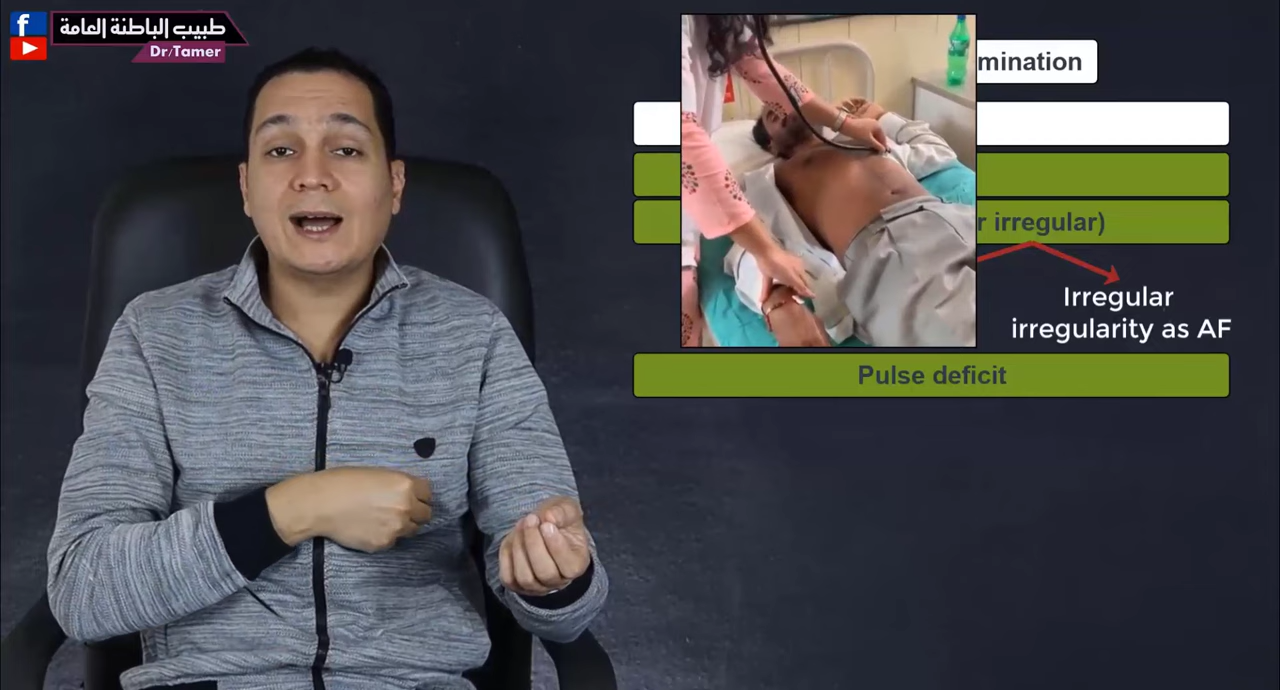 طبيب الباطنة العامة
Dr/Tamer
mination
r irregular)
Irregular
irregularity as AF
Pulse deficit